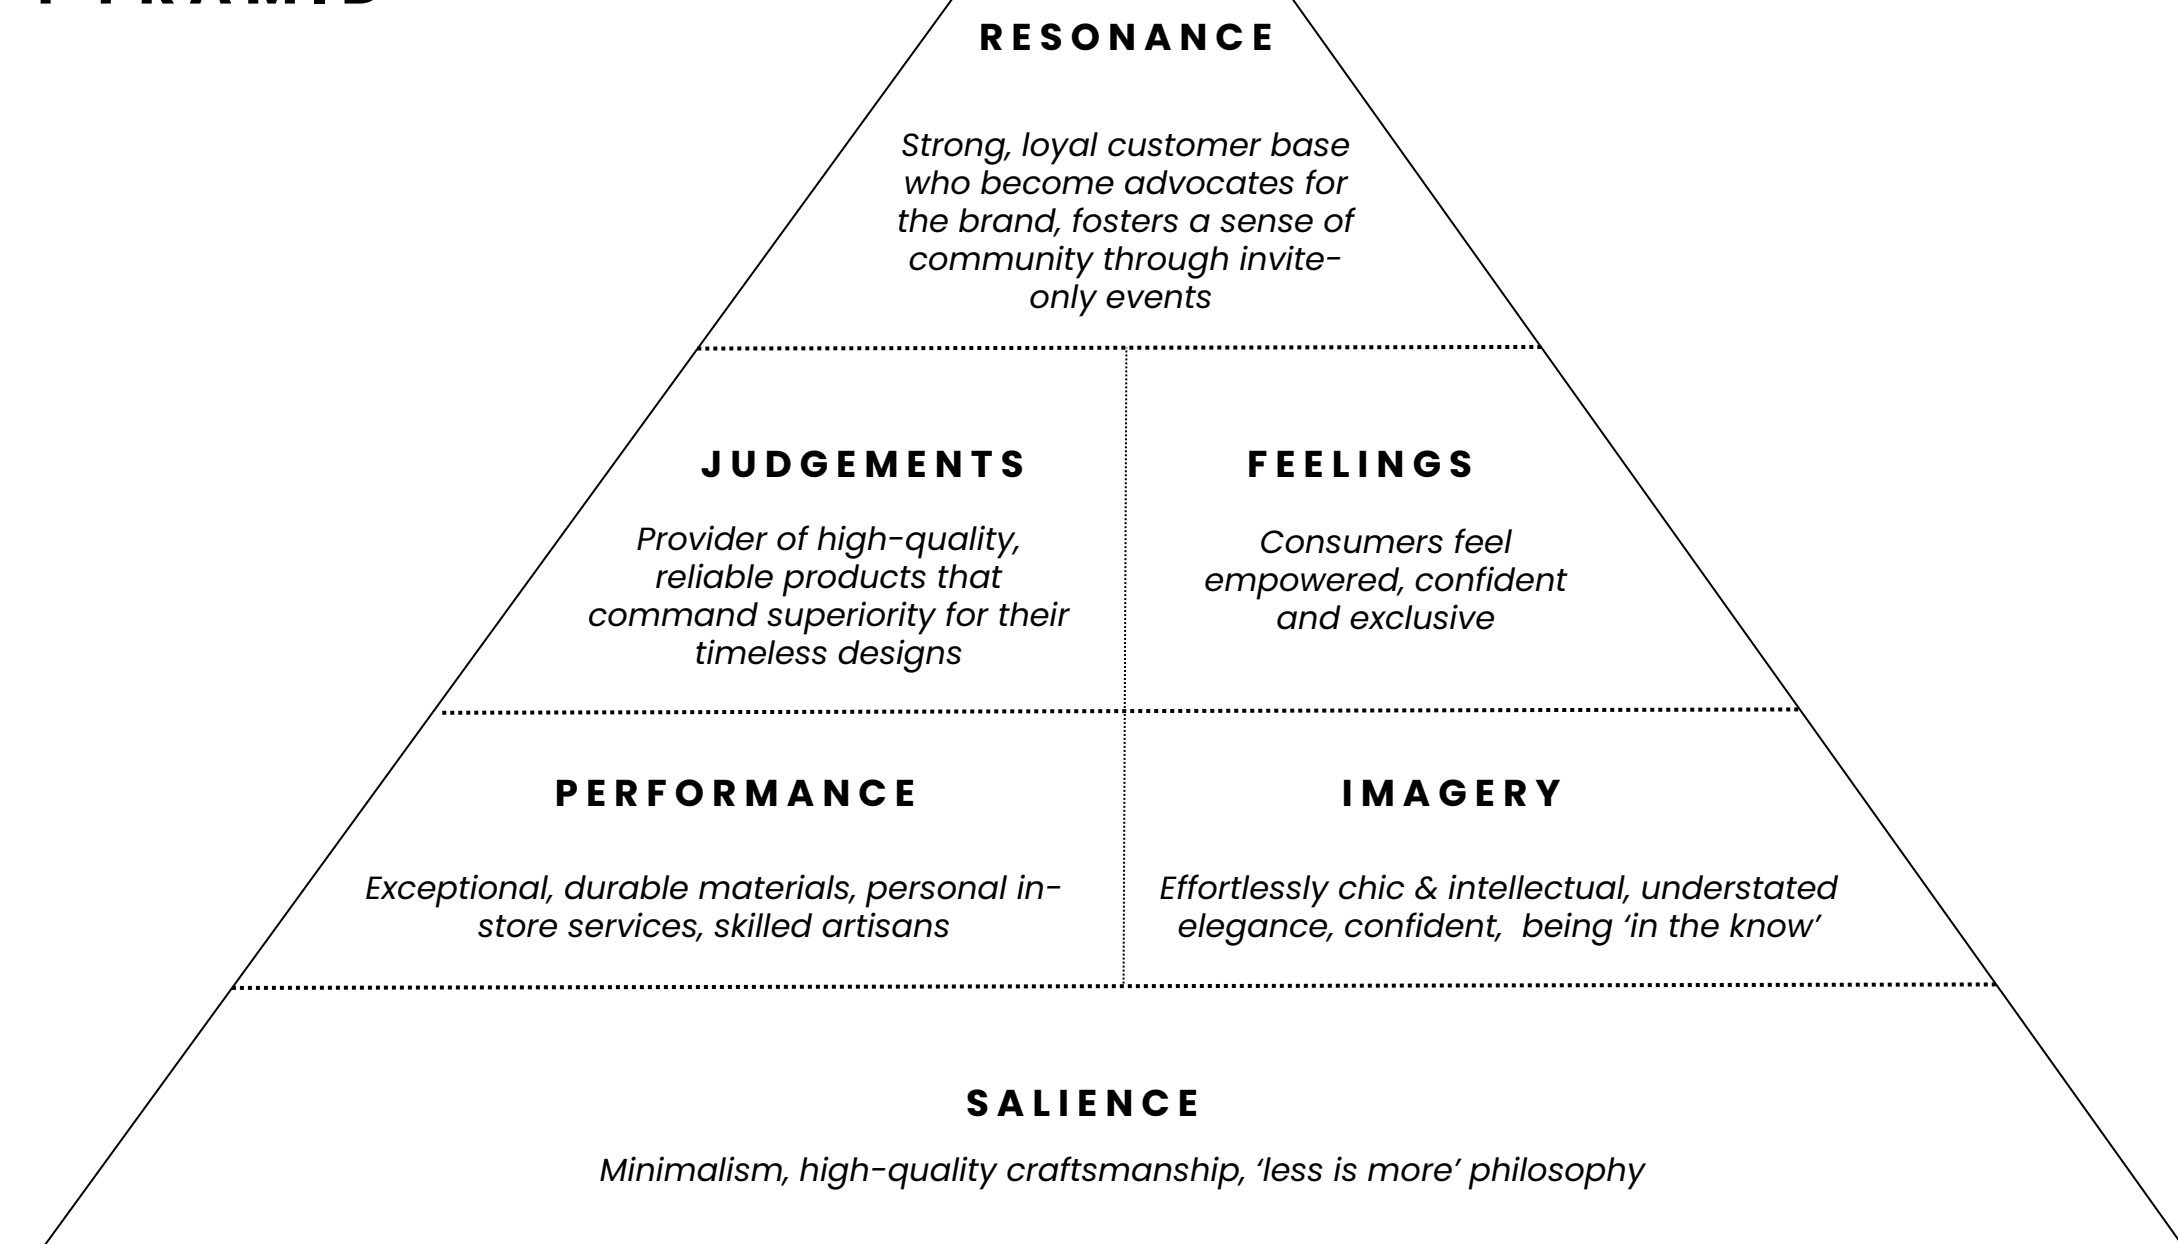 PYRAMID
RESONANCE
Strong, loyal customer base
who become advocates for
the brand, fosters a sense of
community through invite-
only events
JUDGEMENTS
Provider of high-quality,
reliable products that
command superiority for their
timeless designs
FEELINGS
Consumers feel
empowered, confident
and exclusive
PERFORMANCE
Exceptional, durable materials, personal in-
store services, skilled artisans
IMAGERY
Effortlessly chic & intellectual, understated
elegance, confident,  being ‘in the know’
SALIENCE
Minimalism, high-quality craftsmanship, ‘less is more’ philosophy